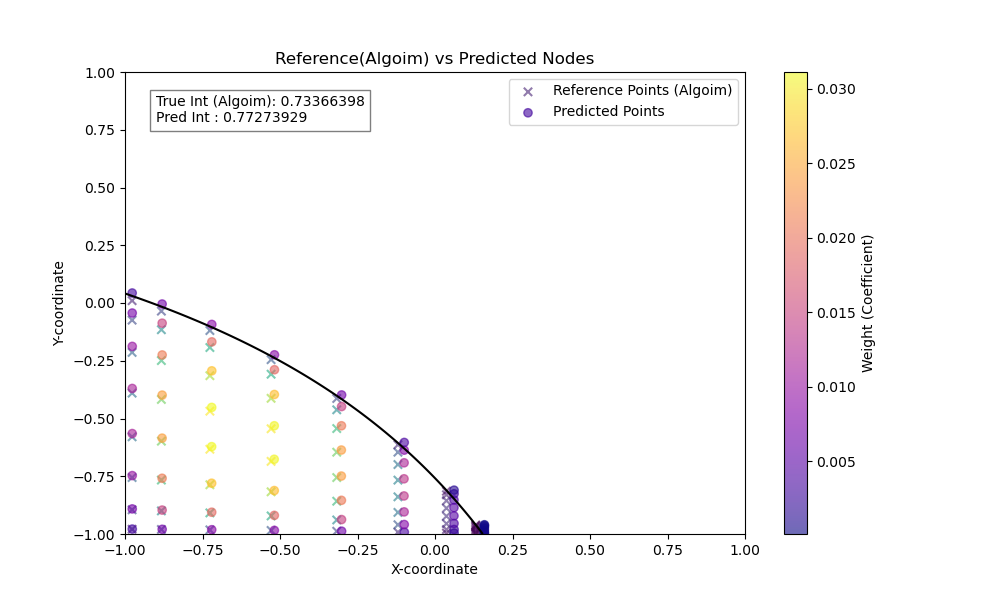 Reference(Algoim) vs Predicted Nodes
True Int (Algoim): 0.73366398
Pred Int : 0.77273929
Reference Points (Algoim)
Predicted Points
1.00
0.75
0.50
0.25
0.00
−0.25
−0.50
−0.75
−1.00
Y-coordinate
−1.00 −0.75 −0.50 −0.25 0.00 0.25 0.50 0.75 1.00
X-coordinate
0.030
0.025
0.020
0.015
0.010
0.005
Weight (Coefficient)